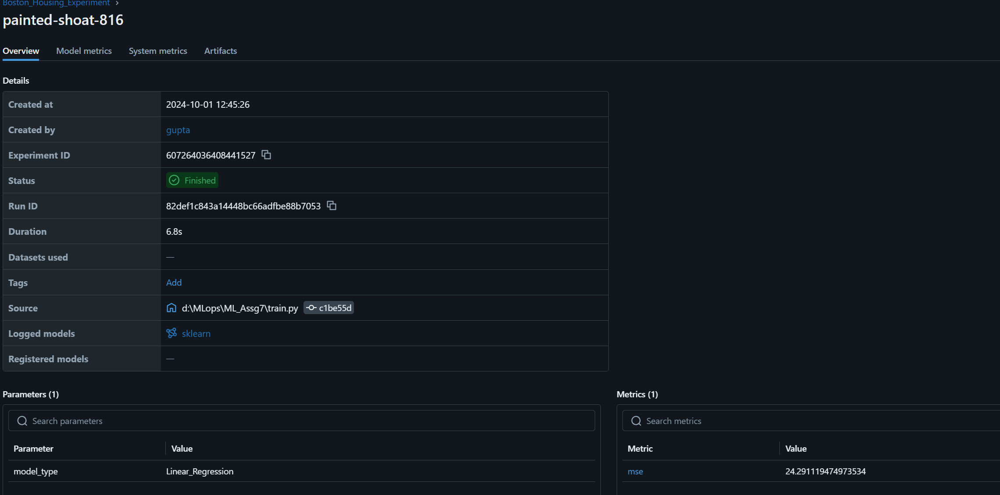 Boston_Housing_Experiment
painted-shoat-816
Overview Model metrics System metrics Artifacts
Details
Created at 2024-10-01 12:45:26
Created by gupta
Experiment ID 607264036408441527
Status Finished
Run ID 82def1c843a14448bc66adfbe88b7053
Duration 6.8s
Datasets used —
Tags Add
Source d:\MLops\ML_Assg7\train.py c1be55d
Logged models sklearn
Registered models —
Parameters (1)
Search parameters
Parameter Value
model_type Linear_Regression
Metrics (1)
Search metrics
Metric Value
mse 24.291119474973534